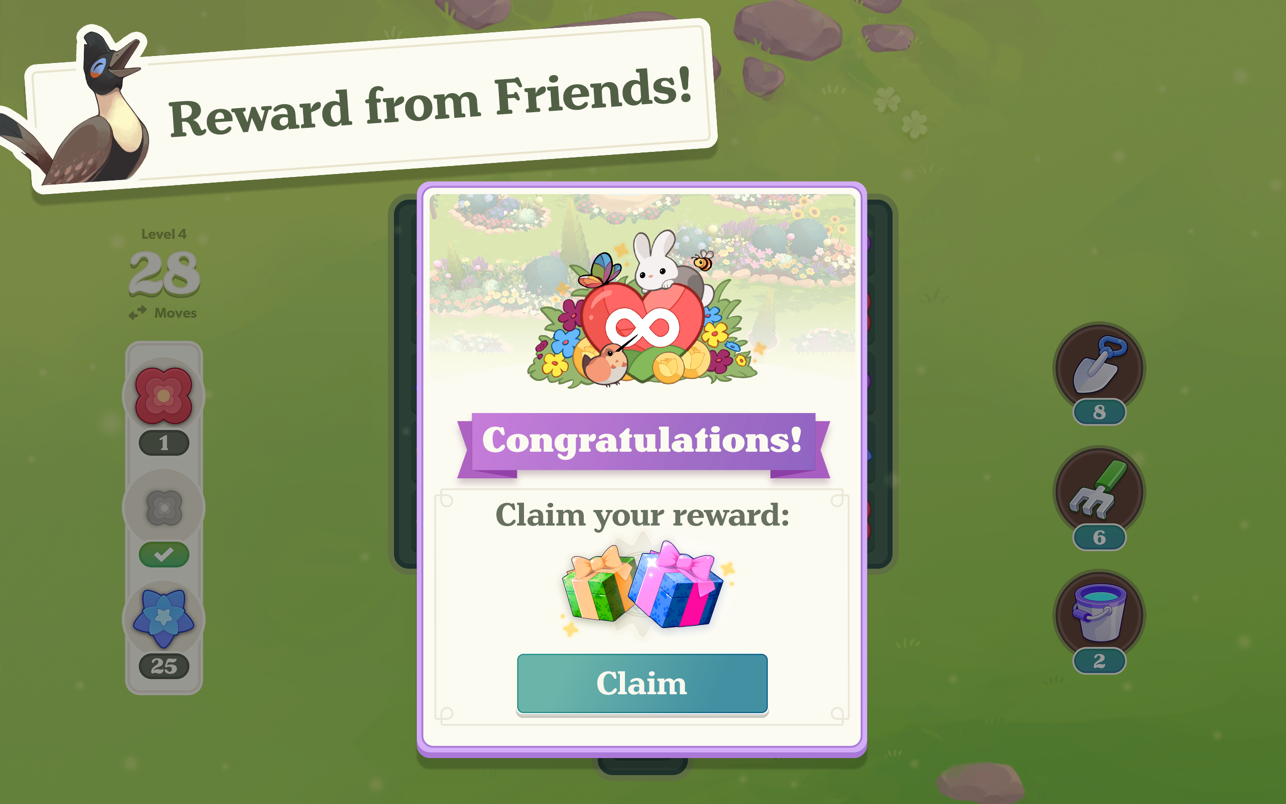 Reward from Friends!
Level 4
28
Moves
1
25
Congratulations!
Claim your reward:
Claim
8
6
2